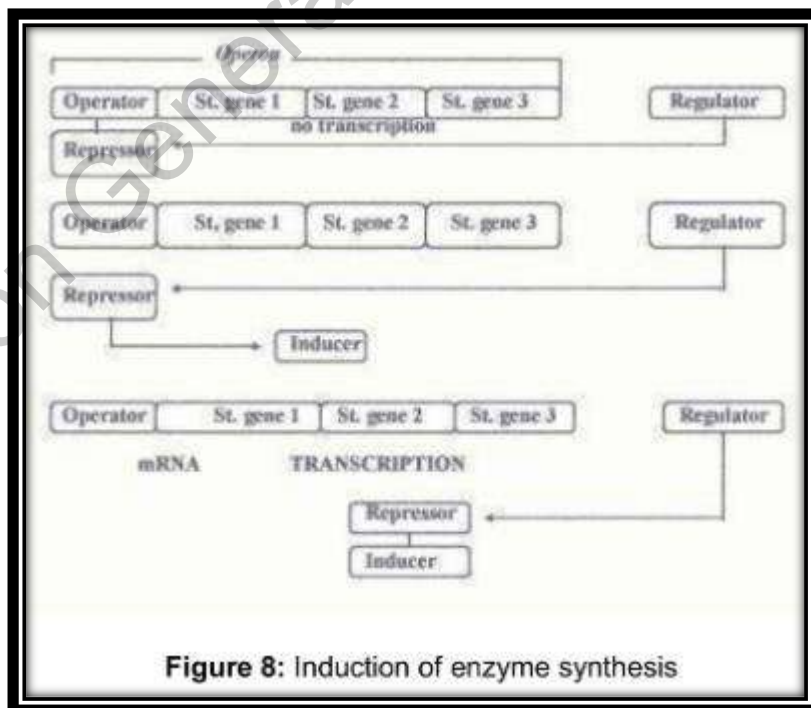 on Genera
Operon
Operator St. gene 1 St. gene 2 St. gene 3 Regulator
no transcription
Repressor
Operator St. gene 1 St. gene 2 St. gene 3 Regulator
Repressor
Inducer
Operator St. gene 1 St. gene 2 St. gene 3 Regulator
mRNA TRANSCRIPTION
Repressor
Inducer
Figure 8: Induction of enzyme synthesis